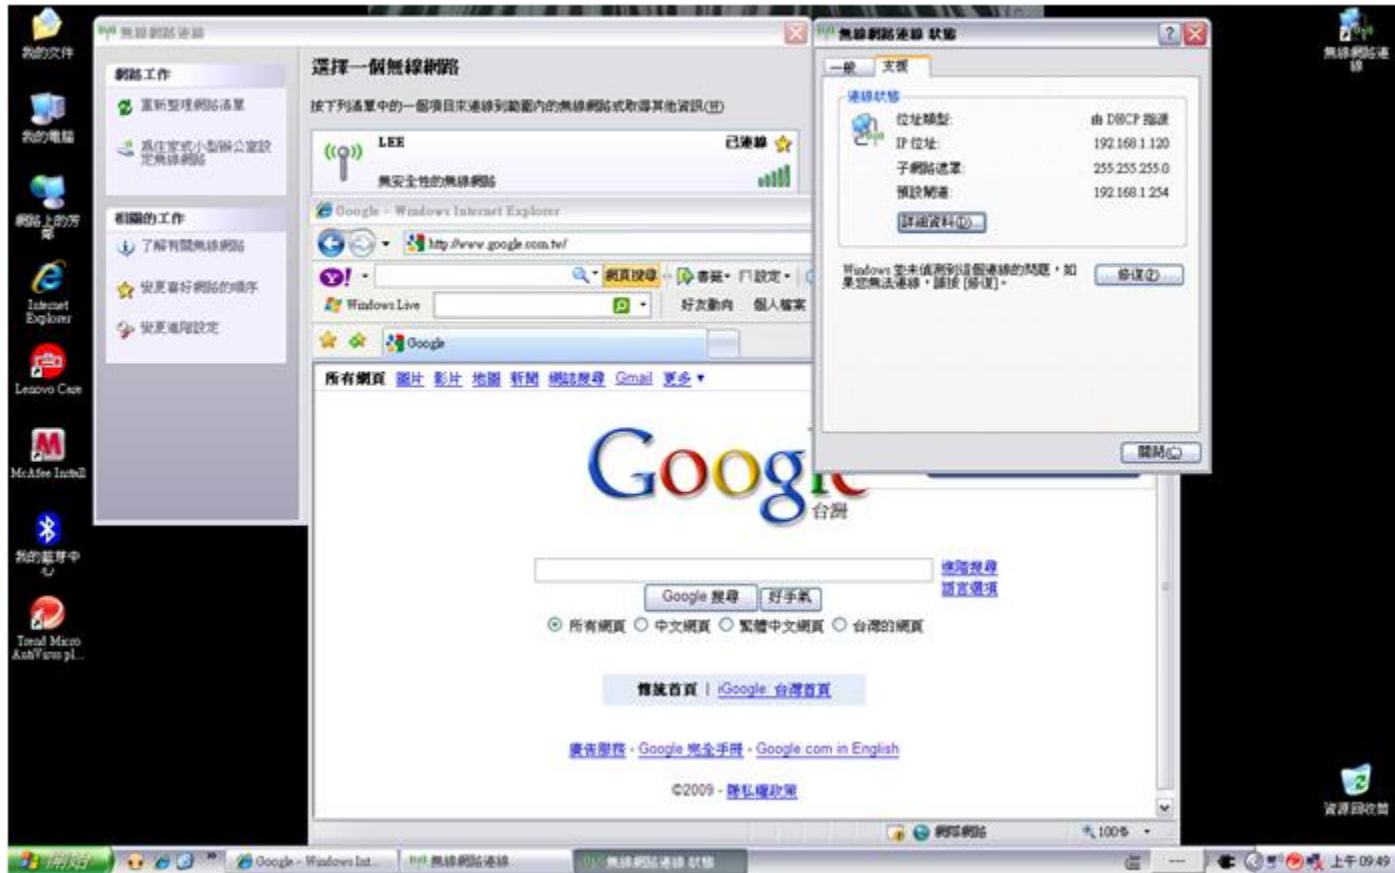 我的文件
我的電腦
網路上的芳鄰
Internet
Explorer
Lenovo Care
McAfee Install
我的藍芽中
心
Trend Micro
AntiVirus pl...
無線網路連線
網路工作
重新整理網路清單
為住家或小型辦公室設
定無線網路
相關的工作
了解有關無線網路
變更喜好網路的順序
變更進階設定
選擇一個無線網路
按下列清單中的一個項目來連線到範圍內的無線網路或取得其他資訊(H)
LEE
已連線
無安全性的無線網路
Google - Windows Internet Explorer
http://www.google.com.tw/
網頁搜尋
書籤
設定
Windows Live
好友動向 個人檔案
Google
所有網頁 圖片 影片 地圖 新聞 網誌搜尋 Gmail 更多 ▼
Google
台灣
進階搜尋
語言選項
Google 搜尋 好手氣
所有網頁 中文網頁 繁體中文網頁 台灣的網頁
傳統首頁 | iGoogle 台灣首頁
廣告服務 - Google 完全手冊 - Google.com in English
©2009 - 隱私權政策
網際網路
100%
無線網路連線 狀態
一般 支援
連線狀態
位址類型: 由 DHCP 指派
IP 位址: 192.168.1.120
子網路遮罩: 255.255.255.0
預設閘道: 192.168.1.254
詳細資料(D)...
Windows 並未偵測到這個連線的問題，如
果您無法連線，請按 [修復]。
修復(P)
關閉(C)
無線網路連
線
資源回收筒
開始
Google - Windows Int...
無線網路連線
無線網路連線 狀態
上午 09:49